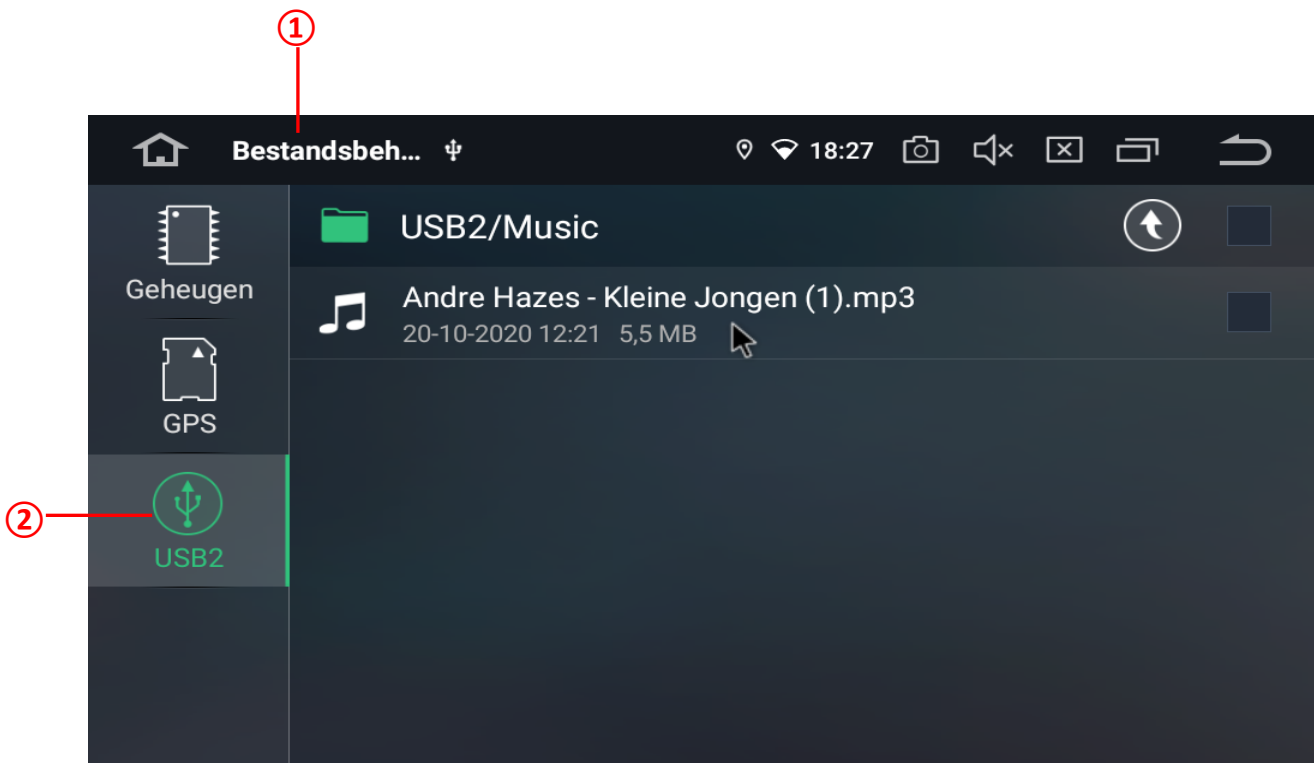 ①
Bestandsbeh... 18:27
Geheugen
GPS
②
USB2
USB2/Music
Andre Hazes - Kleine Jongen (1).mp3
20-10-2020 12:21 5,5 MB